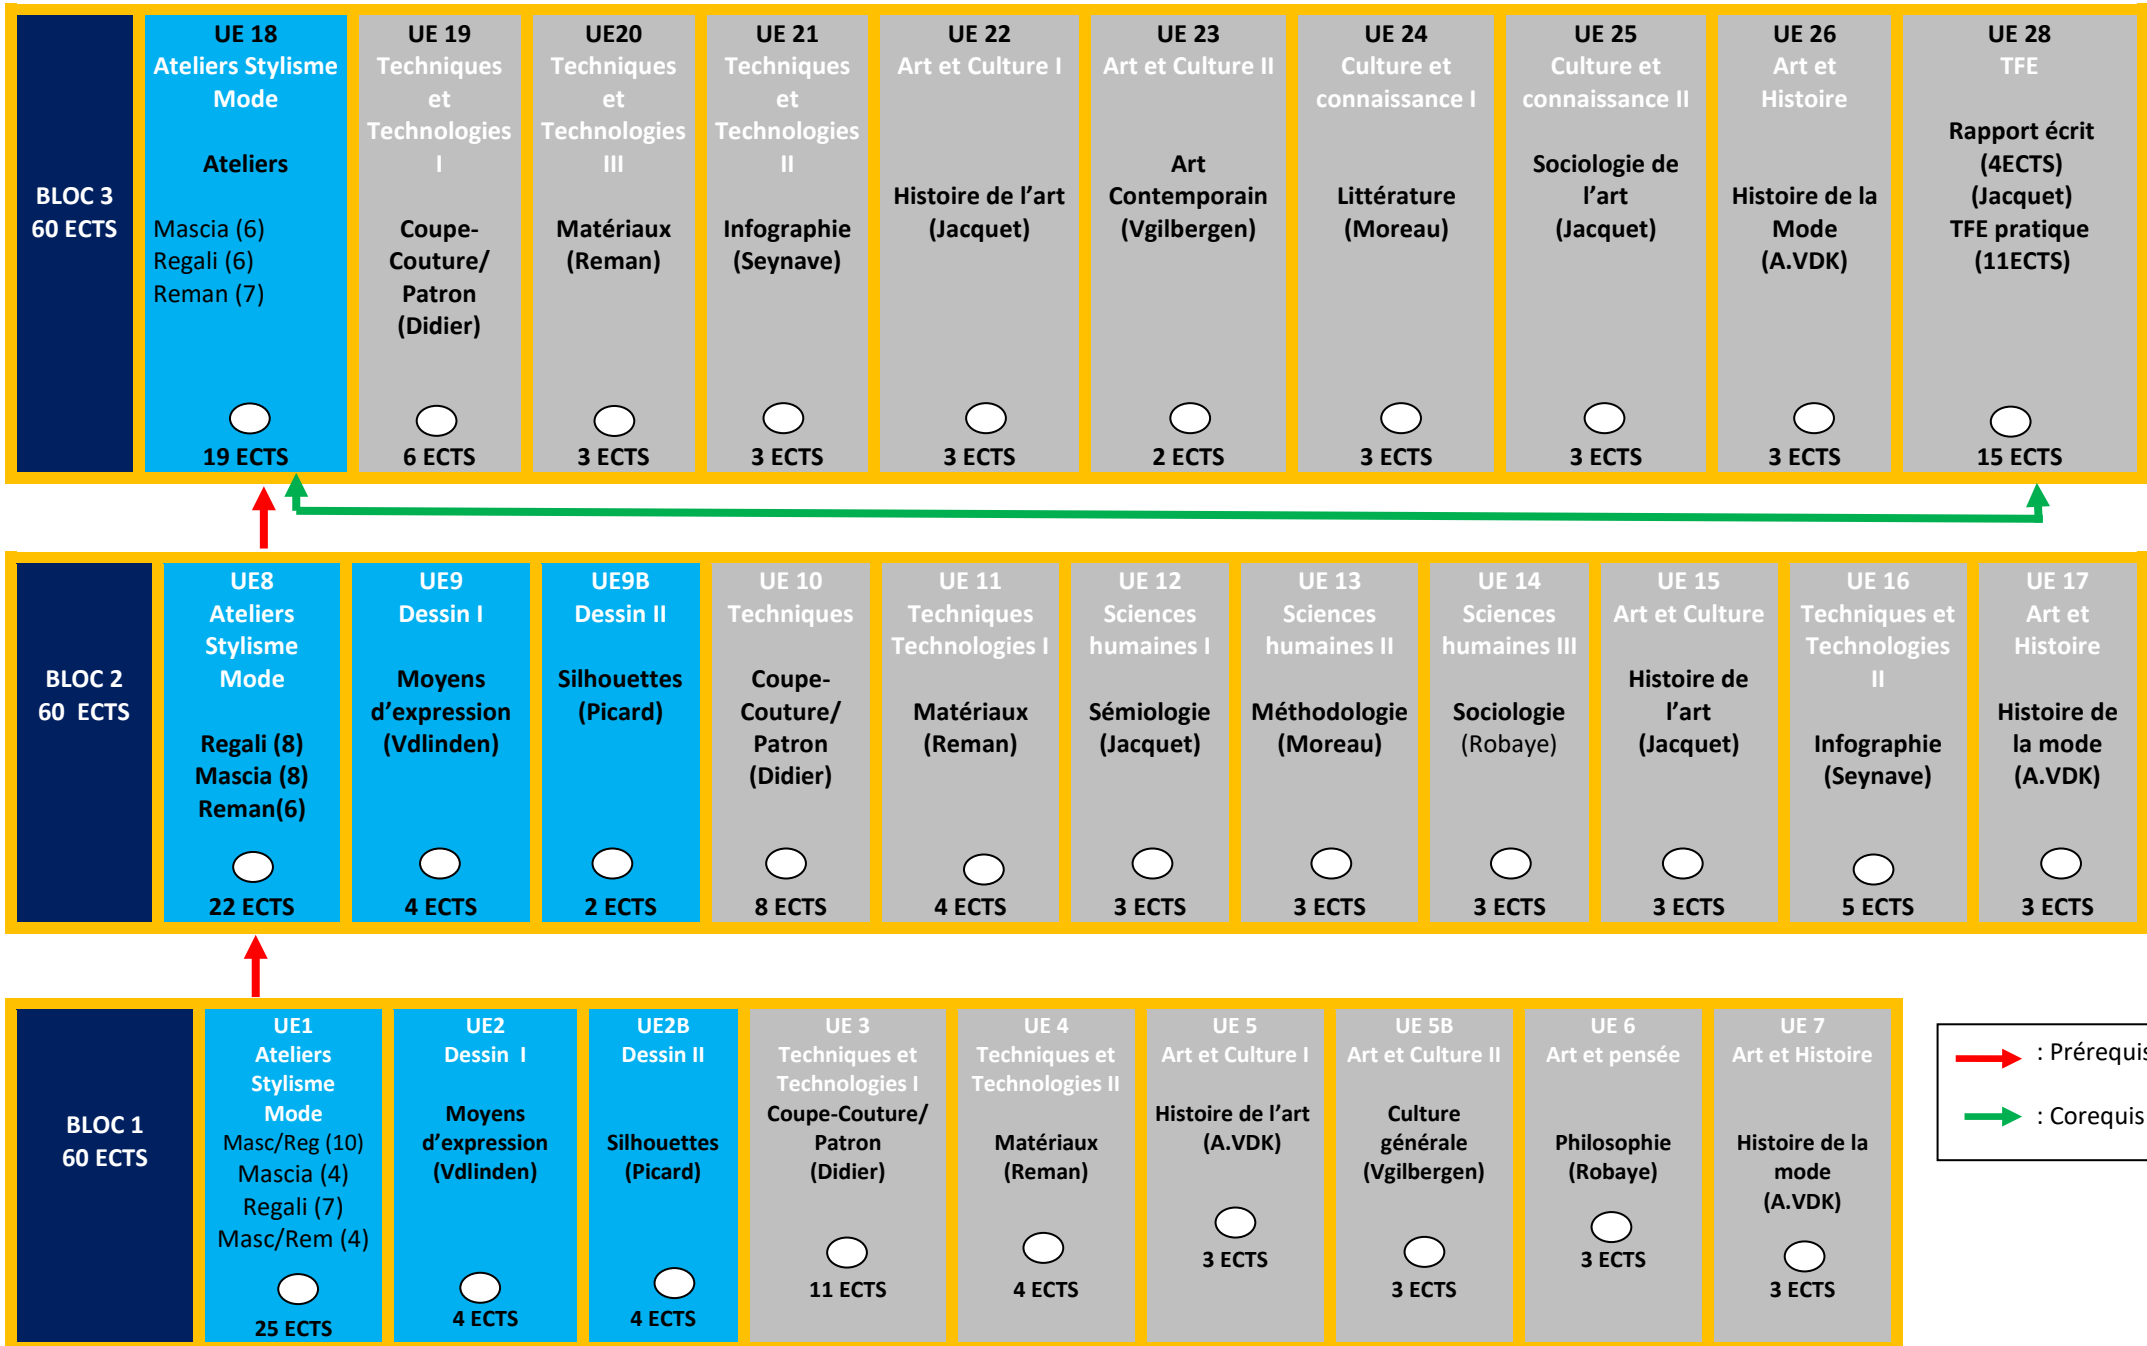 BLOC 3
60 ECTS
UE 18
Ateliers Stylisme
Mode
Ateliers
Mascia (6)
Regali (6)
Reman (7)
19 ECTS
UE 19
Techniques
et
Technologies
I
Coupe-
Couture/
Patron
(Didier)
6 ECTS
UE20
Techniques
et
Technologies
III
Matériaux
(Reman)
3 ECTS
UE 21
Techniques
et
Technologies
II
Infographie
(Seynave)
3 ECTS
UE 22
Art et Culture I
Histoire de l’art
(Jacquet)
3 ECTS
UE 23
Art et Culture II
Art
Contemporain
(Vgilbergen)
2 ECTS
UE 24
Culture et
connaissance I
Littérature
(Moreau)
3 ECTS
UE 25
Culture et
connaissance II
Sociologie de
l’art
(Jacquet)
3 ECTS
UE 26
Art et
Histoire
Histoire de la
Mode
(A.VDK)
3 ECTS
UE 28
TFE
Rapport écrit
(4ECTS)
(Jacquet)
TFE pratique
(11ECTS)
15 ECTS
BLOC 2
60 ECTS
UE8
Ateliers
Stylisme
Mode
Regali (8)
Mascia (8)
Reman(6)
22 ECTS
UE9
Dessin I
Moyens
d’expression
(Vdlinden)
4 ECTS
UE9B
Dessin II
Silhouettes
(Picard)
2 ECTS
UE 10
Techniques
Coupe-
Couture/
Patron
(Didier)
8 ECTS
UE 11
Techniques
Technologies I
Matériaux
(Reman)
4 ECTS
UE 12
Sciences
humaines I
Sémiologie
(Jacquet)
3 ECTS
UE 13
Sciences
humaines II
Méthodologie
(Moreau)
3 ECTS
UE 14
Sciences
humaines III
Sociologie
(Robaye)
3 ECTS
UE 15
Art et Culture
Histoire de
l’art
(Jacquet)
3 ECTS
UE 16
Techniques et
Technologies
II
Infographie
(Seynave)
5 ECTS
UE 17
Art et
Histoire
Histoire de
la mode
(A.VDK)
3 ECTS
BLOC 1
60 ECTS
UE1
Ateliers
Stylisme
Mode
Masc/Reg (10)
Mascia (4)
Regali (7)
Masc/Rem (4)
25 ECTS
UE2
Dessin I
Moyens
d’expression
(Vdlinden)
4 ECTS
UE2B
Dessin II
Silhouettes
(Picard)
4 ECTS
UE 3
Techniques et
Technologies I
Coupe-Couture/
Patron
(Didier)
11 ECTS
UE 4
Techniques et
Technologies II
Matériaux
(Reman)
4 ECTS
UE 5
Art et Culture I
Histoire de l’art
(A.VDK)
3 ECTS
UE 5B
Art et Culture II
Culture
générale
(Vgilbergen)
3 ECTS
UE 6
Art et pensée
Philosophie
(Robaye)
3 ECTS
UE 7
Art et Histoire
Histoire de la
mode
(A.VDK)
3 ECTS
: Prérequis
: Corequis